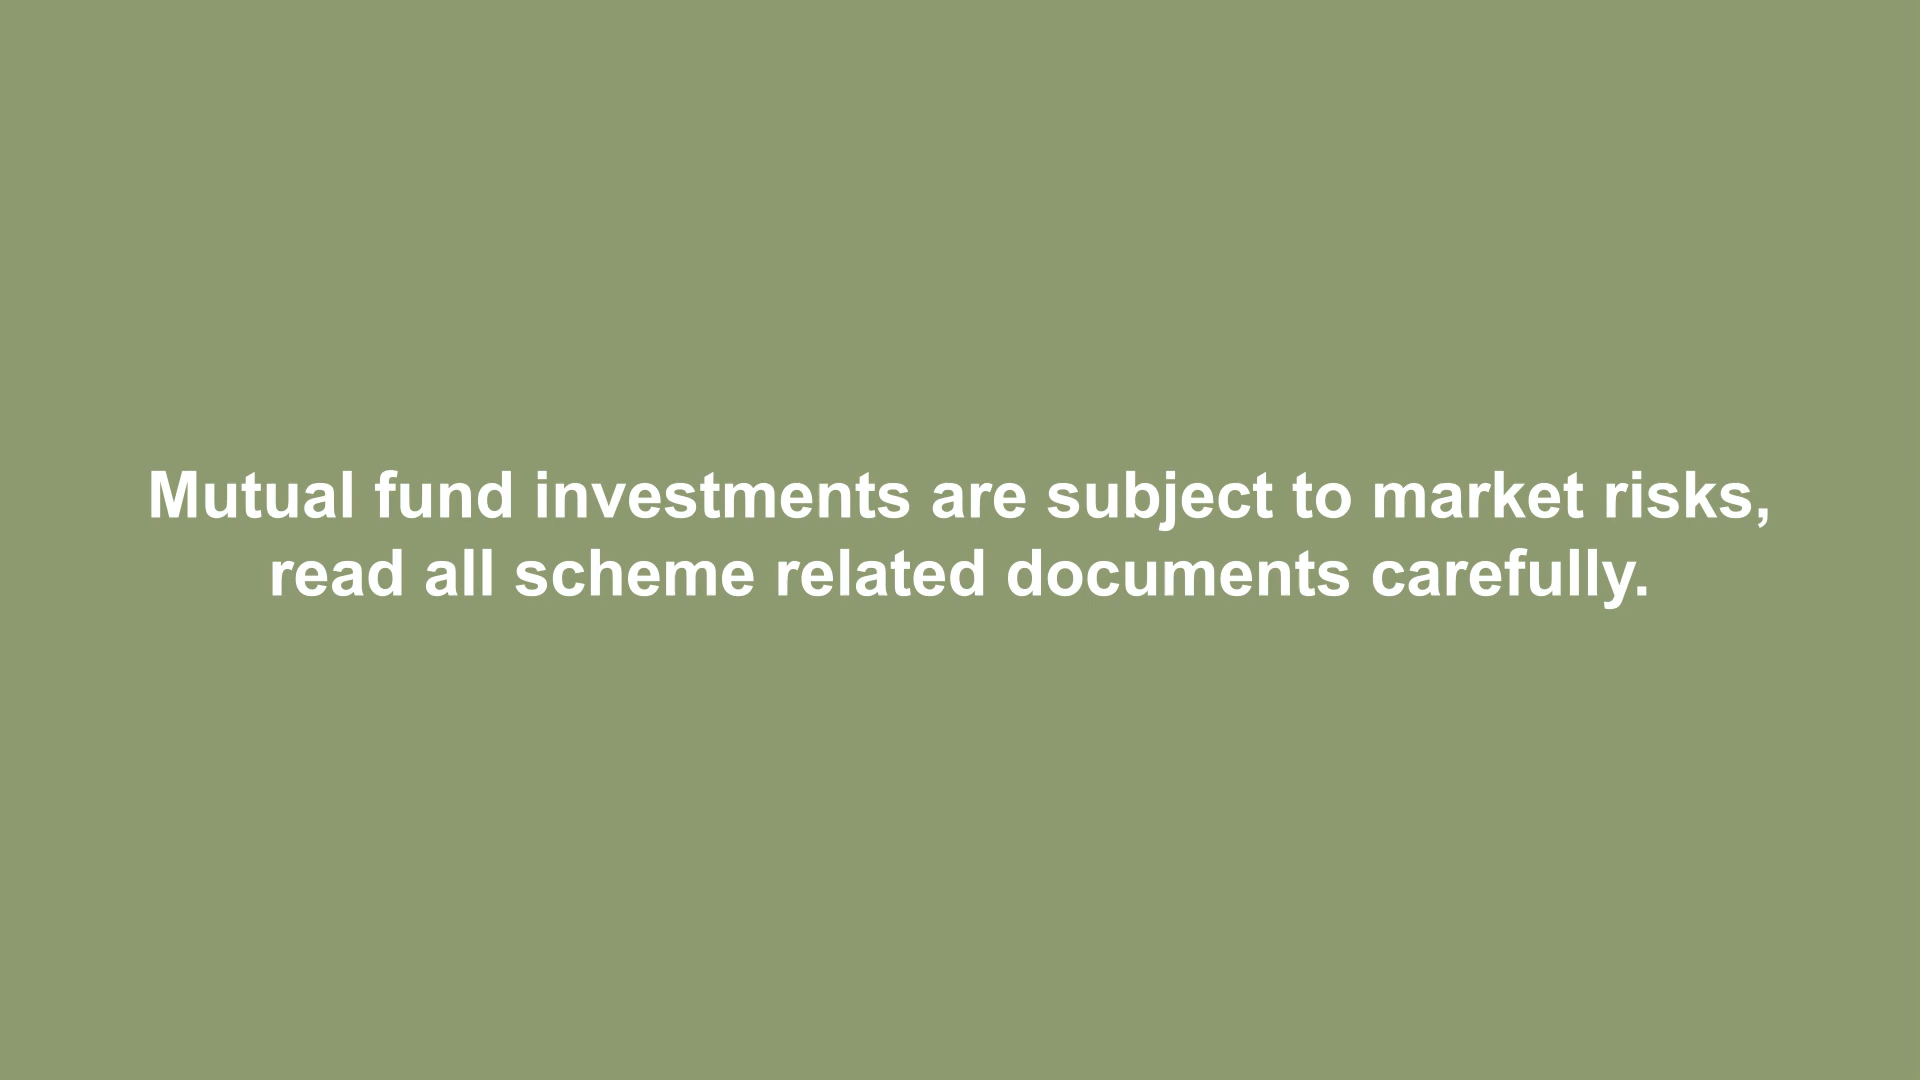 Mutual fund investments are subject to market risks,
read all scheme related documents carefully.